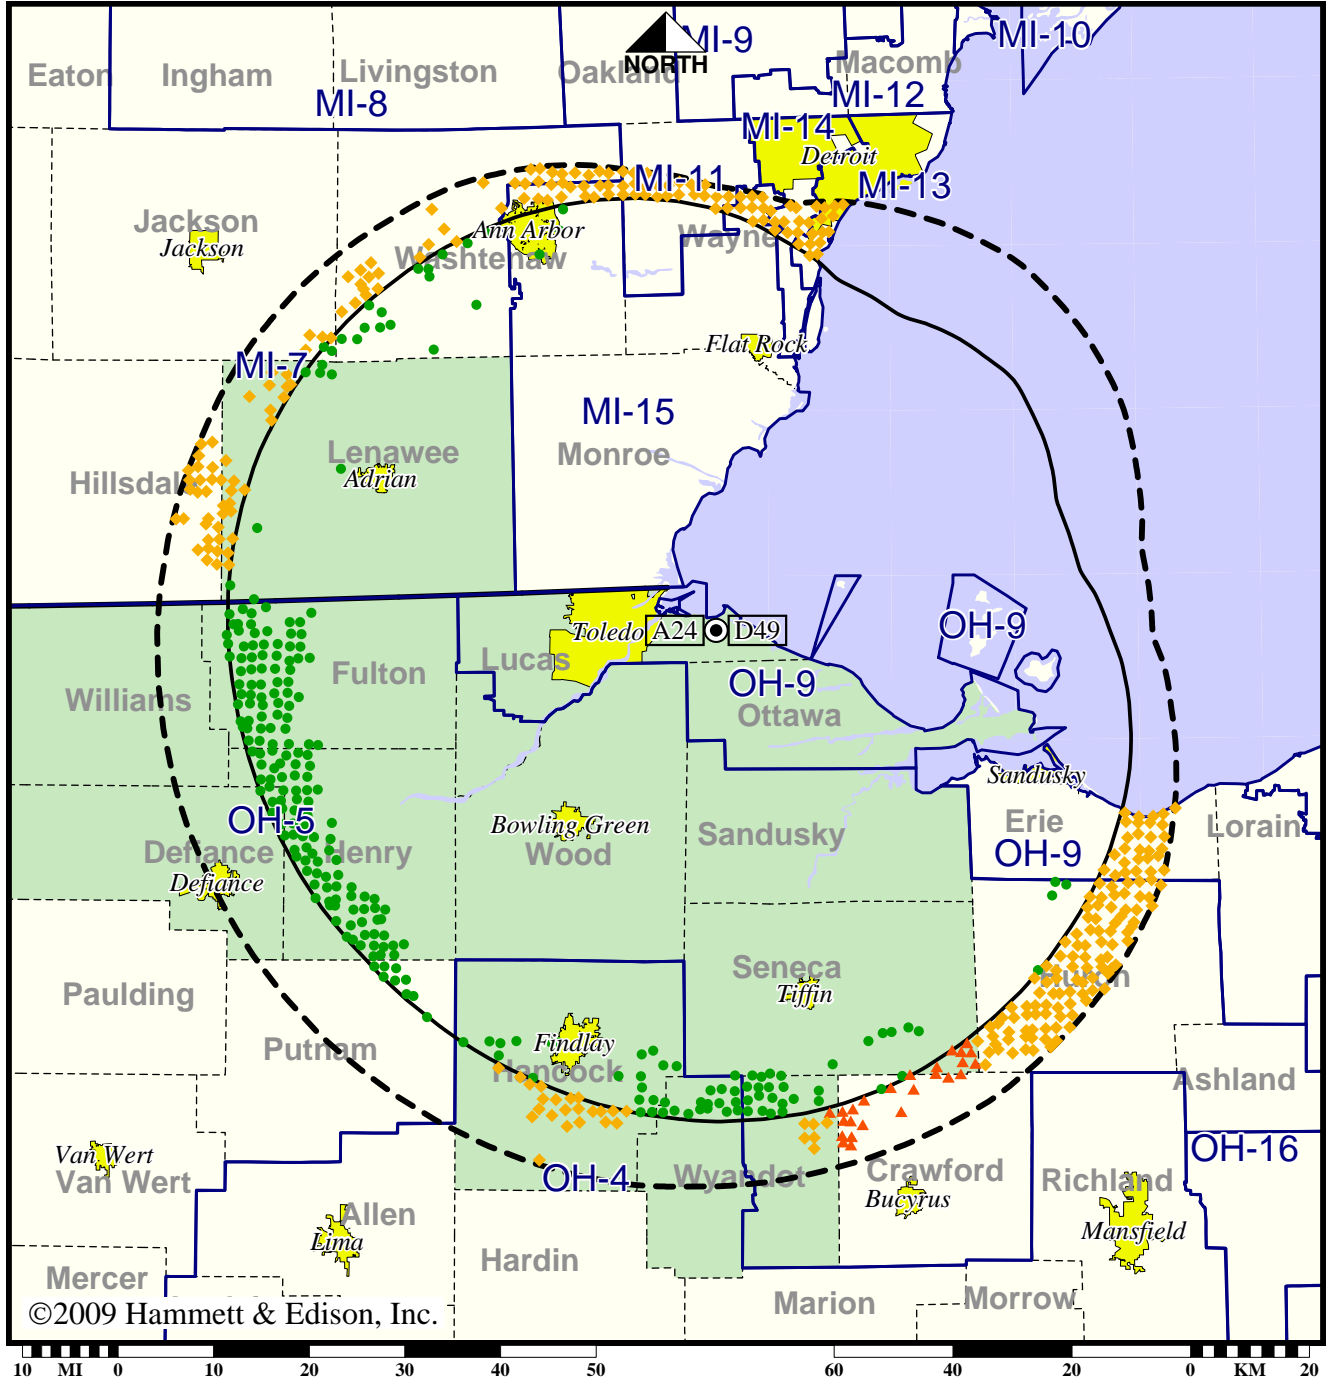 MI-9
MI-10
NORTH
Eaton
Ingham
Livingston
Oakland
Macomb
MI-8
MI-12
MI-14
Detroit
MI-11
MI-13
Jackson
Jackson
Ann Arbor
Washtenaw
Wayne
Flat Rock
MI-7
MI-15
Lenawee
Monroe
Adrian
Toledo
A24
D49
OH-9
Lucas
Fulton
OH-9
Williams
Ottawa
Sandusky
OH-5
Bowling Green
Wood
Sandusky
Erie
OH-9
Lorain
Defiance
Henry
Defiance
Seneca
Tiffin
Huron
Paulding
Putnam
Findlay
Hancock
Ashland
Van Wert
Van Wert
OH-16
OH-4
Wyandot
Crawford
Bucyrus
Richland
Mansfield
Allen
Lima
Hardin
Mercer
Marion
Morrow
©2009 Hammett & Edison, Inc.
10 MI 0 10 20 30 40 50 60 40 20 0 KM 20